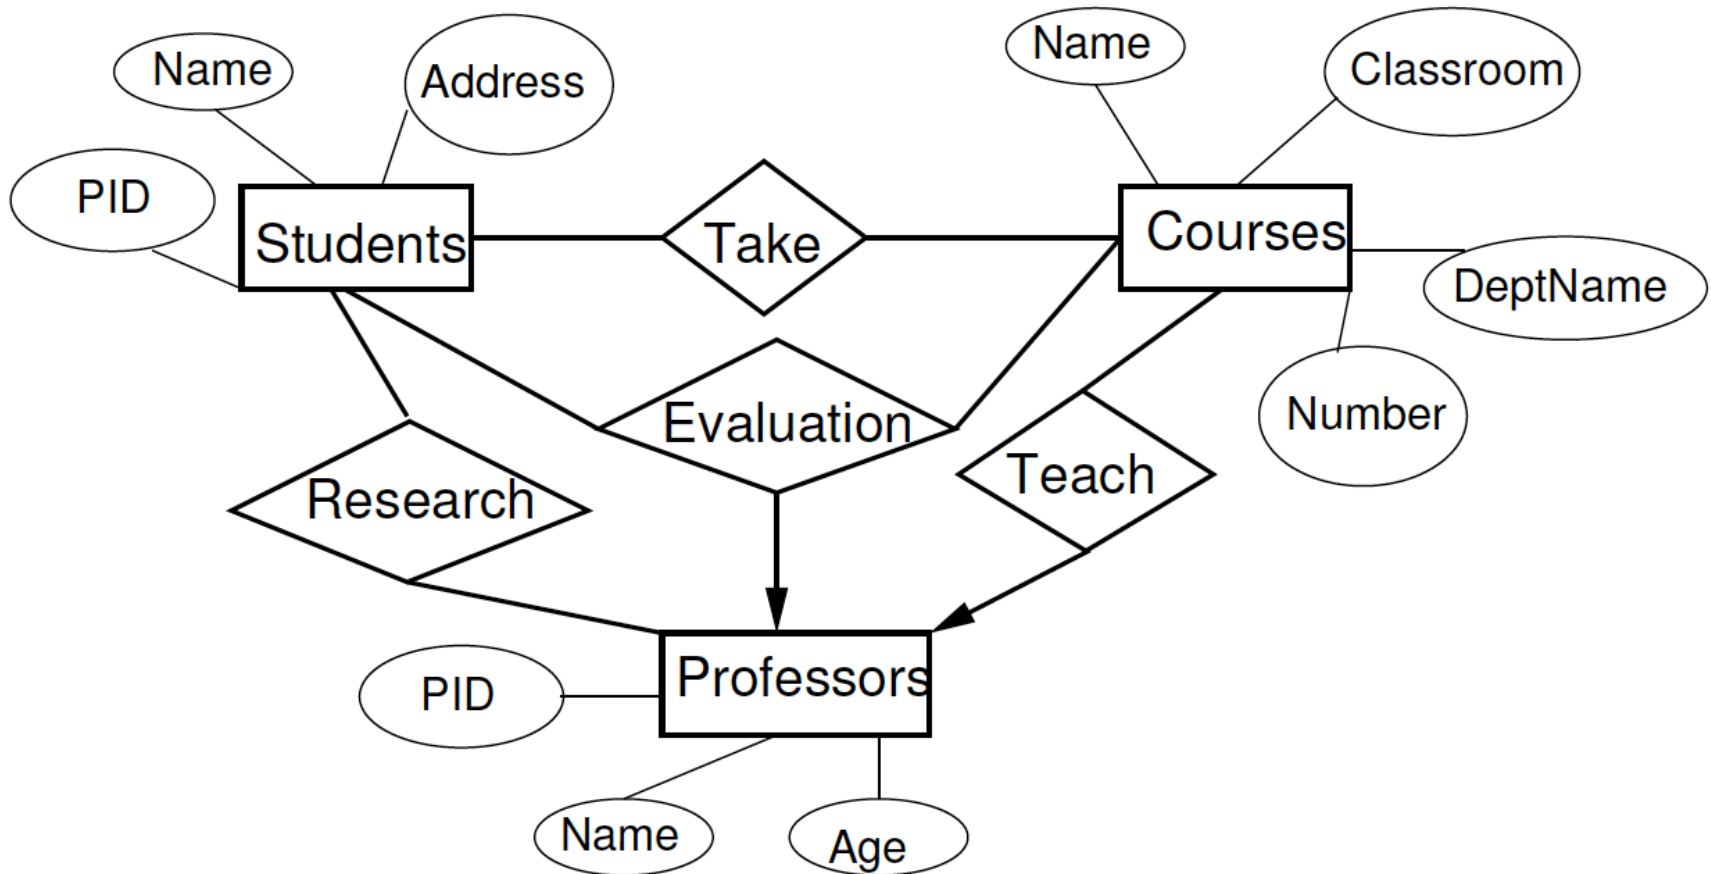 Name
Address
Name
Classroom
PID
Students
Take
Courses
DeptName
Evaluation
Number
Research
Teach
PID
Professors
Name
Age